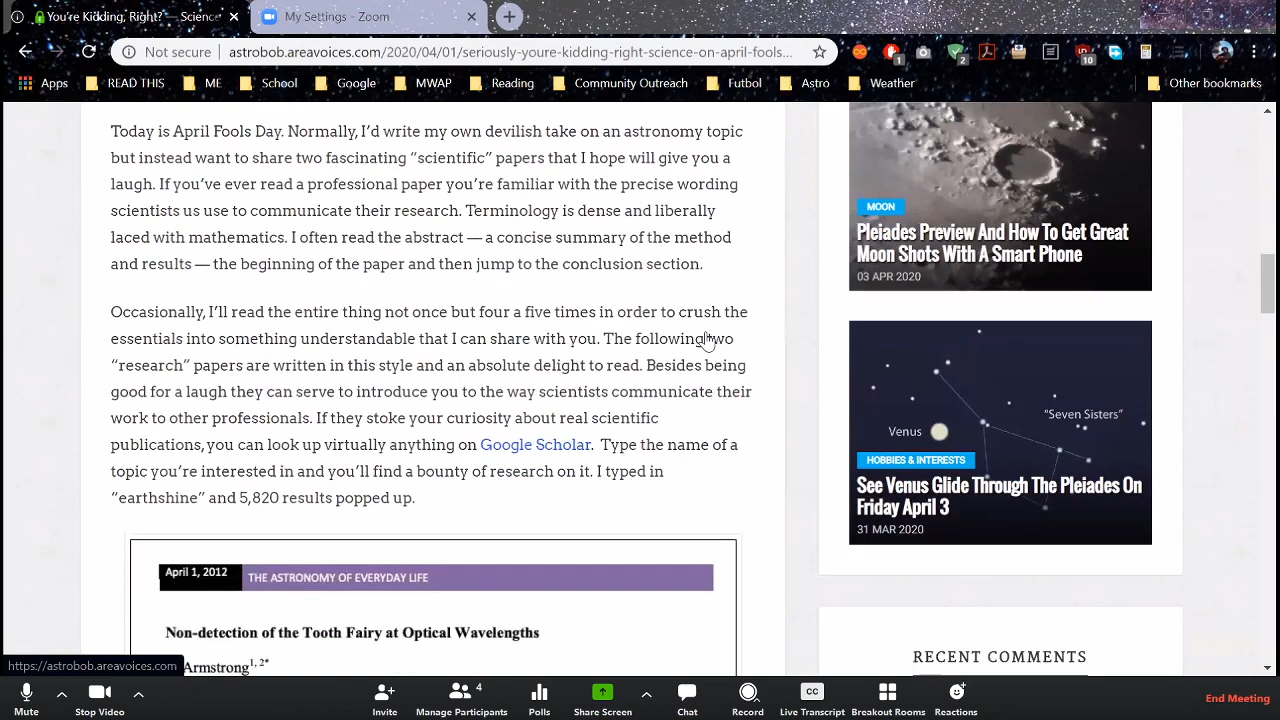 You're Kidding, Right? — Science
My Settings - Zoom
Not secure
astrobob.areavoices.com/2020/04/01/seriously-youre-kidding-right-science-on-april-fools...
1
2
10
Apps
READ THIS
ME
School
Google
MWAP
Reading
Community Outreach
Futbol
Astro
Weather
Other bookmarks
Today is April Fools Day. Normally, I'd write my own devilish take on an astronomy topic
but instead want to share two fascinating “scientific” papers that I hope will give you a
laugh. If you've ever read a professional paper you're familiar with the precise wording
scientists us use to communicate their research. Terminology is dense and liberally
laced with mathematics. I often read the abstract — a concise summary of the method
and results — the beginning of the paper and then jump to the conclusion section.
Occasionally, I'll read the entire thing not once but four a five times in order to crush the
essentials into something understandable that I can share with you. The following two
“research” papers are written in this style and an absolute delight to read. Besides being
good for a laugh they can serve to introduce you to the way scientists communicate their
work to other professionals. If they stoke your curiosity about real scientific
publications, you can look up virtually anything on Google Scholar.  Type the name of a
topic you're interested in and you'll find a bounty of research on it. I typed in
“earthshine” and 5,820 results popped up.
April 1, 2012
THE ASTRONOMY OF EVERYDAY LIFE
Non-detection of the Tooth Fairy at Optical Wavelengths
Armstrong1, 2*
MOON
Pleiades Preview And How To Get Great
Moon Shots With A Smart Phone
03 APR 2020
"Seven Sisters"
Venus
HOBBIES & INTERESTS
See Venus Glide Through The Pleiades On
Friday April 3
31 MAR 2020
RECENT COMMENTS
https://astrobob.areavoices.com
4
CC
Mute
Stop Video
Invite
Manage Participants
Polls
Share Screen
Chat
Record
Live Transcript
Breakout Rooms
Reactions
End Meeting